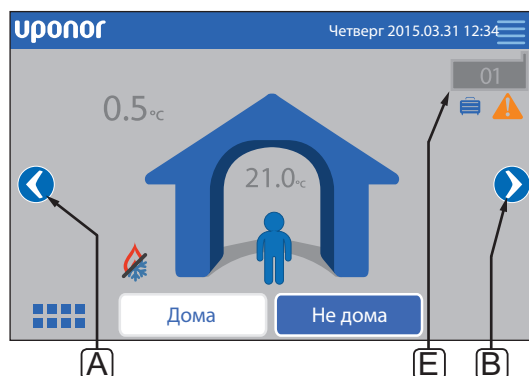 uponor
Четверг 2015.03.31 12:34
01
0.5°C
21.0°C
Дома
Не дома
A
E
B